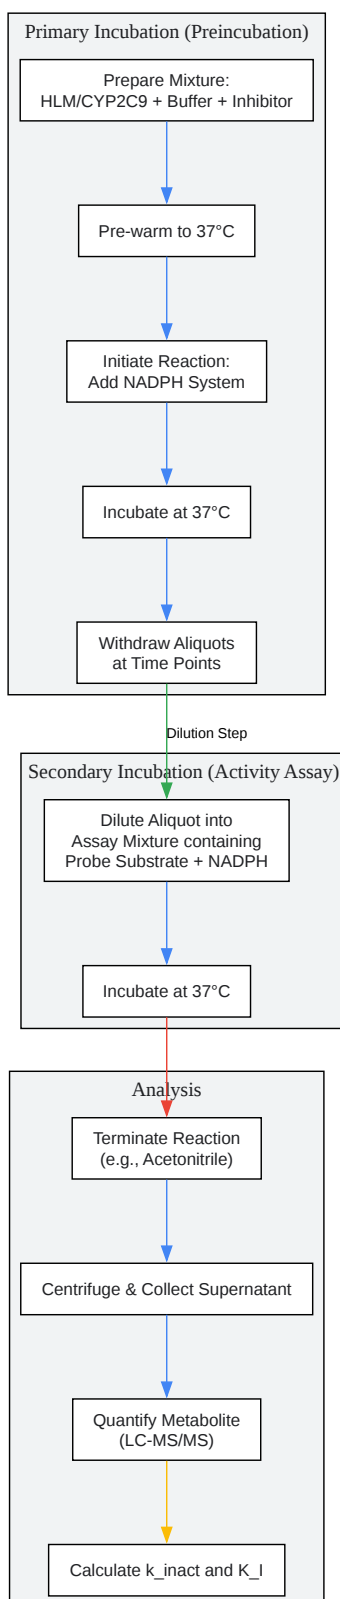 Primary Incubation (Preincubation)
Prepare Mixture:
HLM/CYP2C9 + Buffer + Inhibitor
Pre-warm to 37°C
Initiate Reaction:
Add NADPH System
Incubate at 37°C
Withdraw Aliquots
at Time Points
Dilution Step
Secondary Incubation (Activity Assay)
Dilute Aliquot into
Assay Mixture containing
Probe Substrate + NADPH
Incubate at 37°C
Analysis
Terminate Reaction
(e.g., Acetonitrile)
Centrifuge & Collect Supernatant
Quantify Metabolite
(LC-MS/MS)
Calculate k_inact and K_I